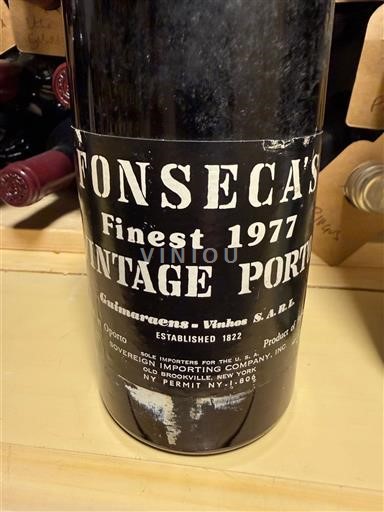 FONSECA'S
Finest 1977
VINTAGE PORT
VINIOU
Guimaraens - Vinhos S.A.R.L.
ESTABLISHED 1822
Oporto
Product of
SOLE IMPORTERS FOR THE U. S. A.
SOVEREIGN IMPORTING COMPANY, INC.
OLD BROOKVILLE, NEW YORK
NY PERMIT NY-I-806